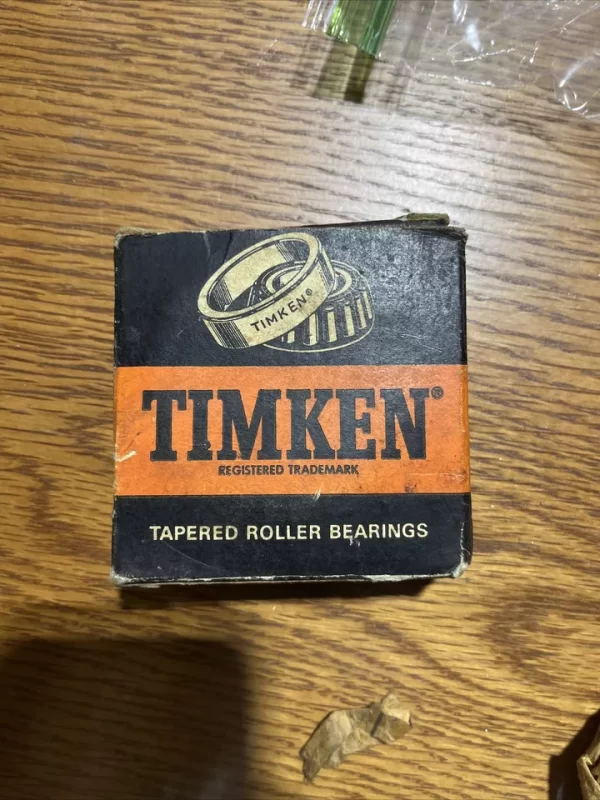 TIMKEN®
TIMKEN®
REGISTERED TRADEMARK
TAPERED ROLLER BEARINGS